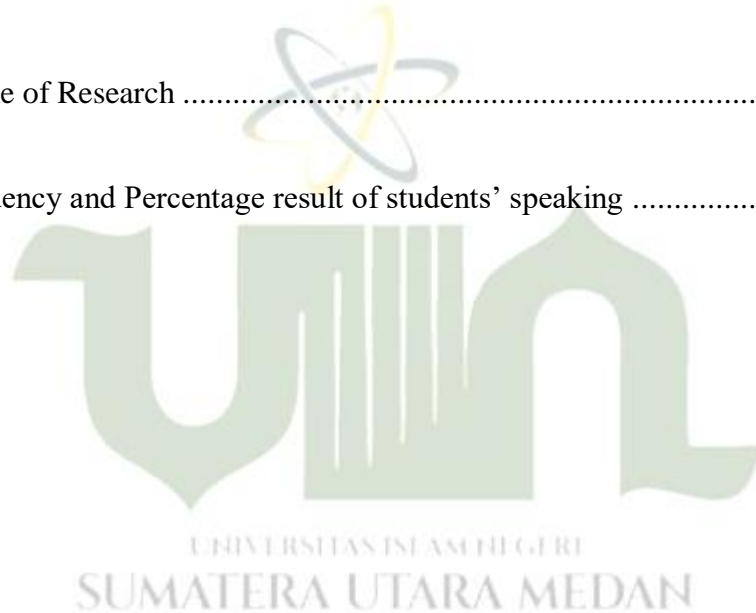 e of Research ......................................................................
ency and Percentage result of students’ speaking ...............
UNIVERSITAS ISLAM NEGERI
SUMATERA UTARA MEDAN